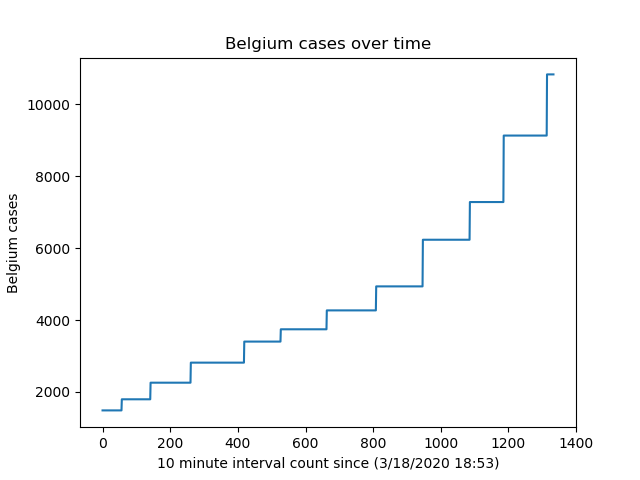 Belgium cases over time
10000
8000
6000
4000
2000
Belgium cases
0 200 400 600 800 1000 1200 1400
10 minute interval count since (3/18/2020 18:53)